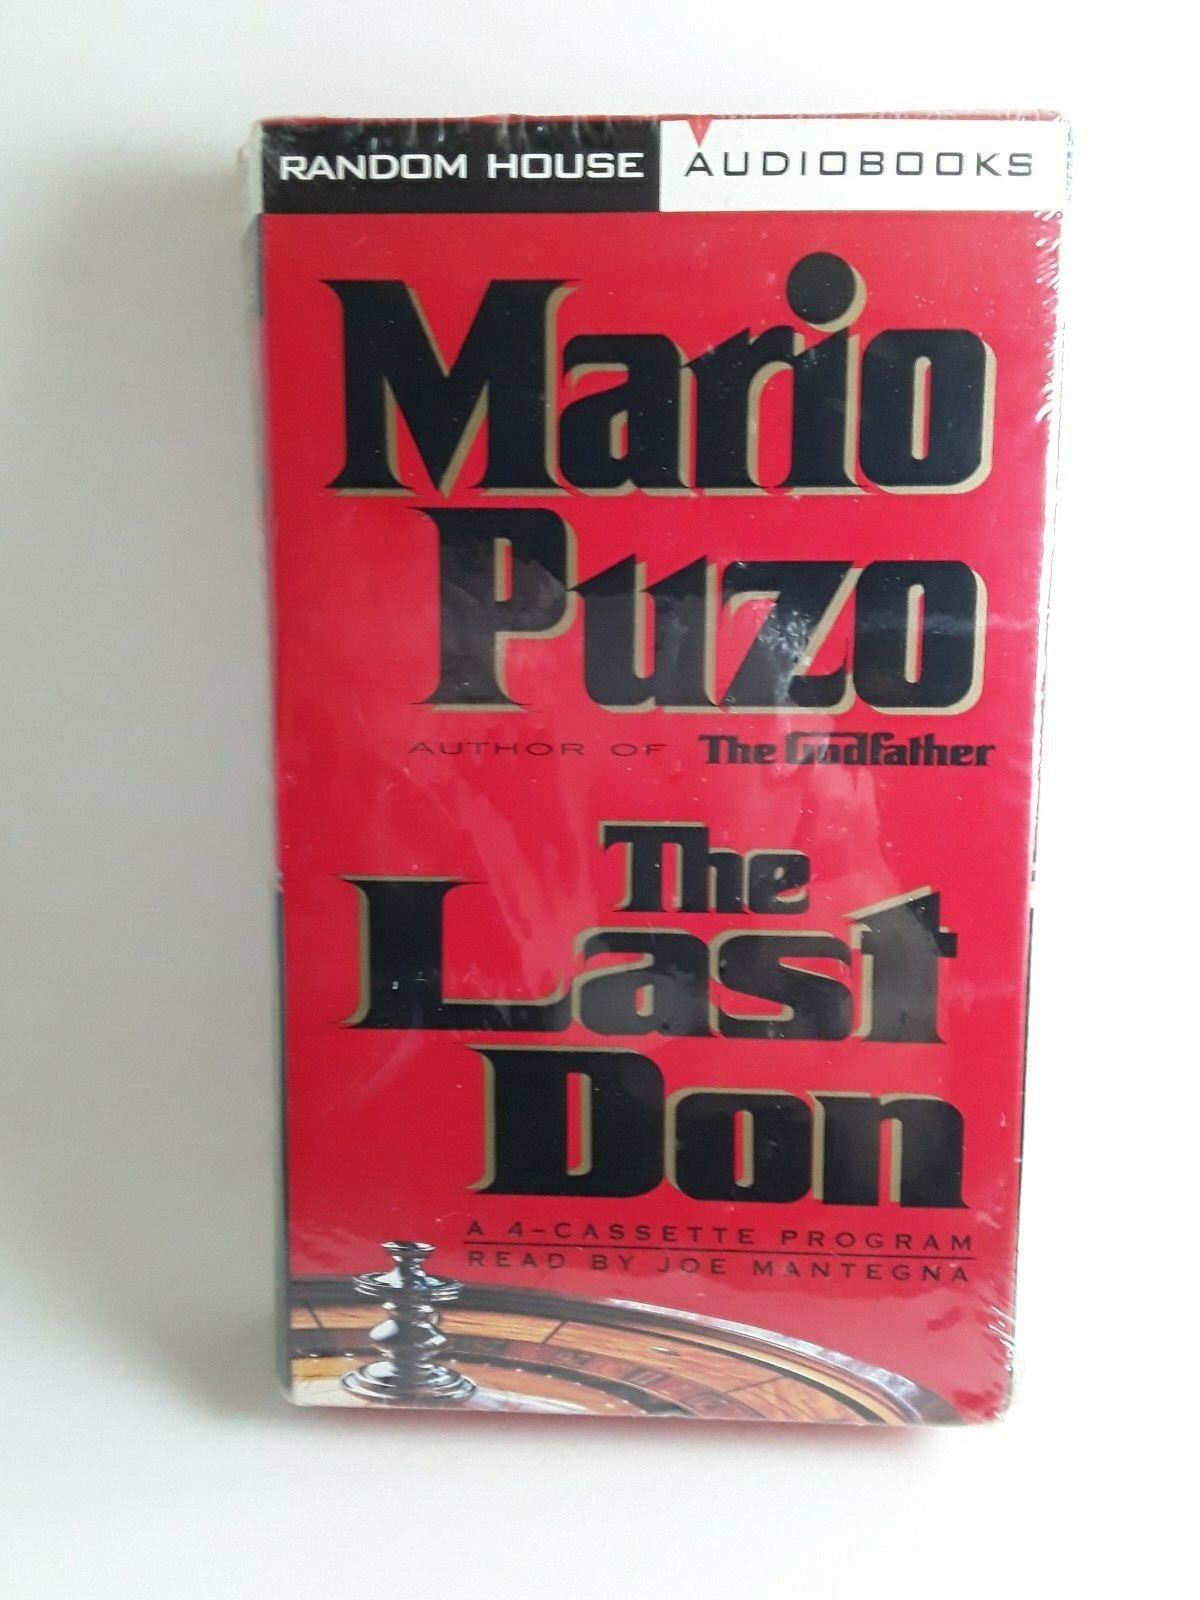 RANDOM HOUSE AUDIOBOOKS
Mario
Puzo
AUTHOR OF The Godfather
The
Last
Don
A 4-CASSETTE PROGRAM
READ BY JOE MANTEGNA